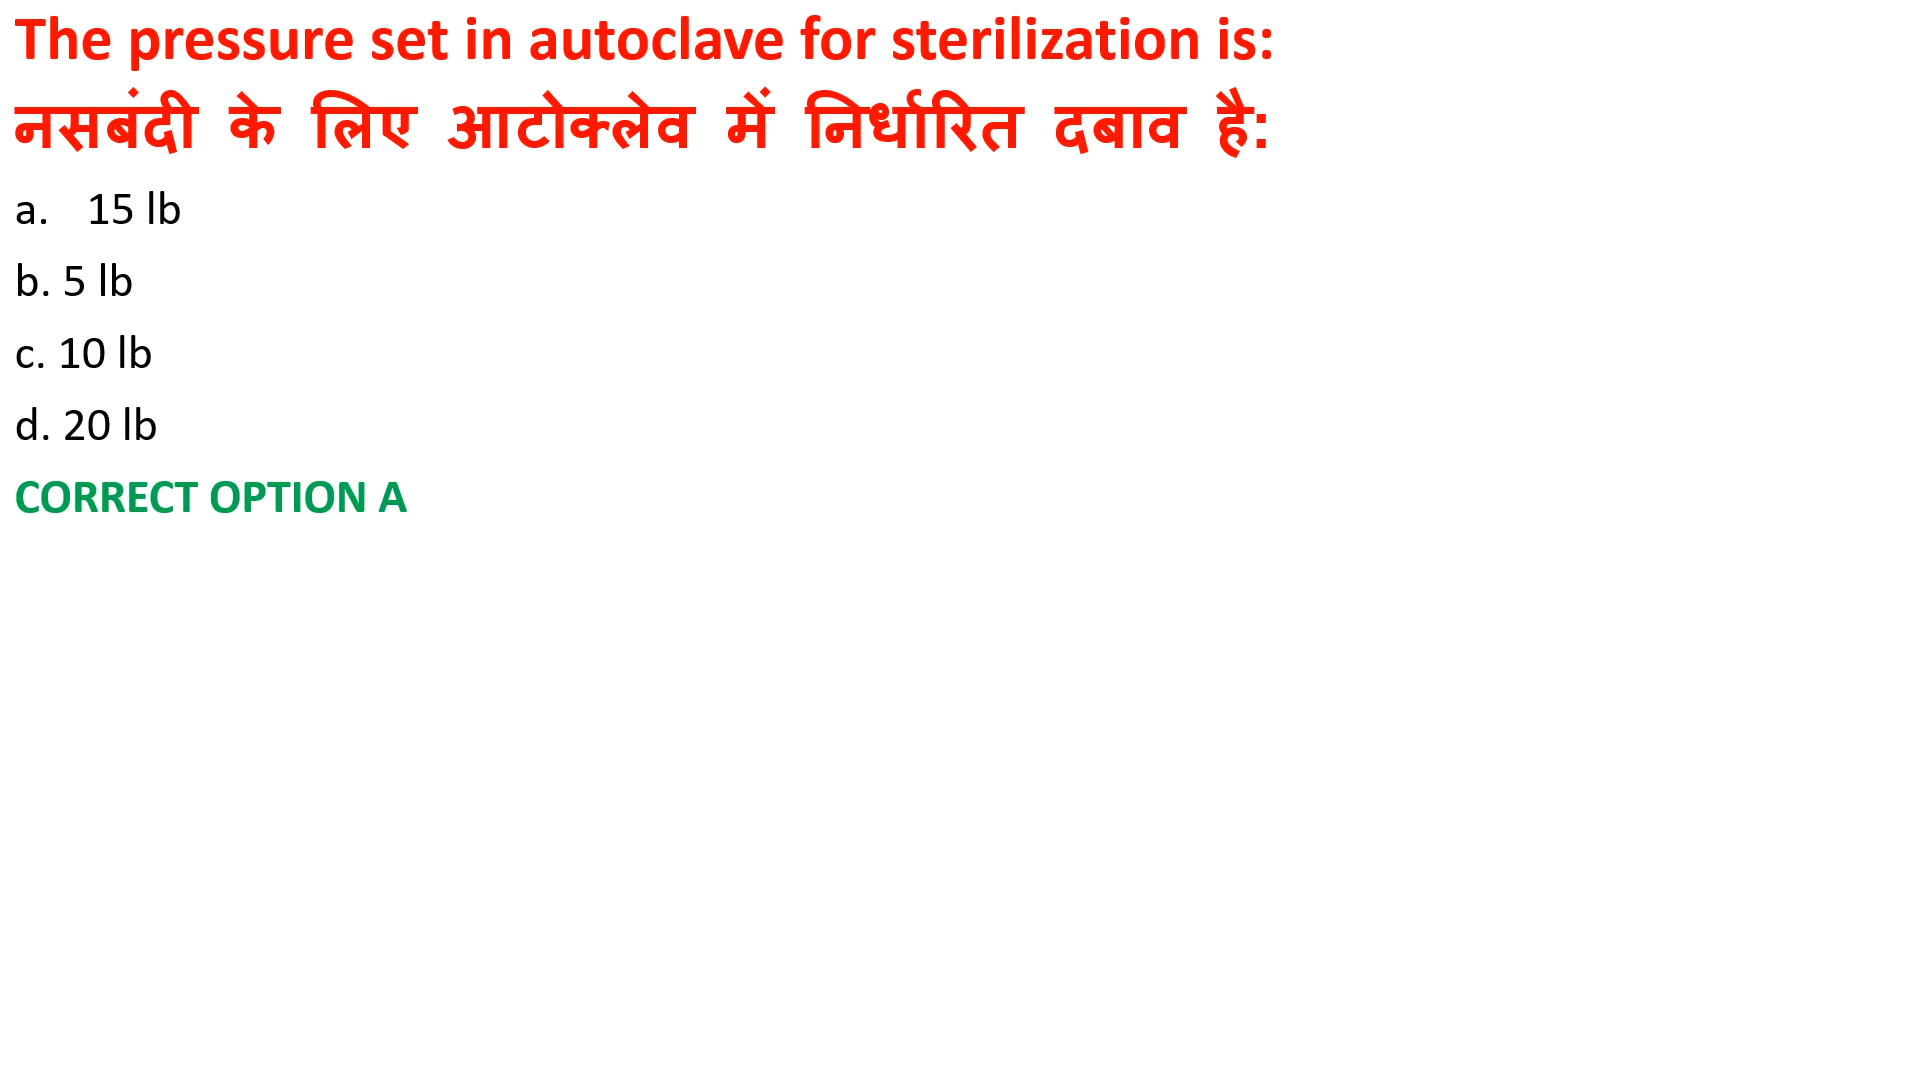 The pressure set in autoclave for sterilization is:
नसबंदी के लिए आटोक्लेव में निर्धारित दबाव है:
a. 15 lb
b. 5 lb
c. 10 lb
d. 20 lb
CORRECT OPTION A